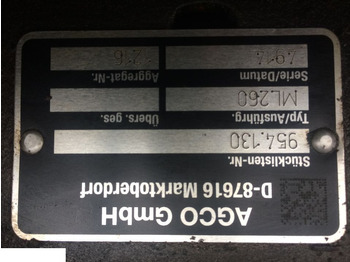 AGCO GmbH
D-87616 Marktoberdorf
Stücklisten-Nr.
954.130
Typ/Ausführg. Übers. ges.
ML260
Serie/Datum Aggregat-Nr.